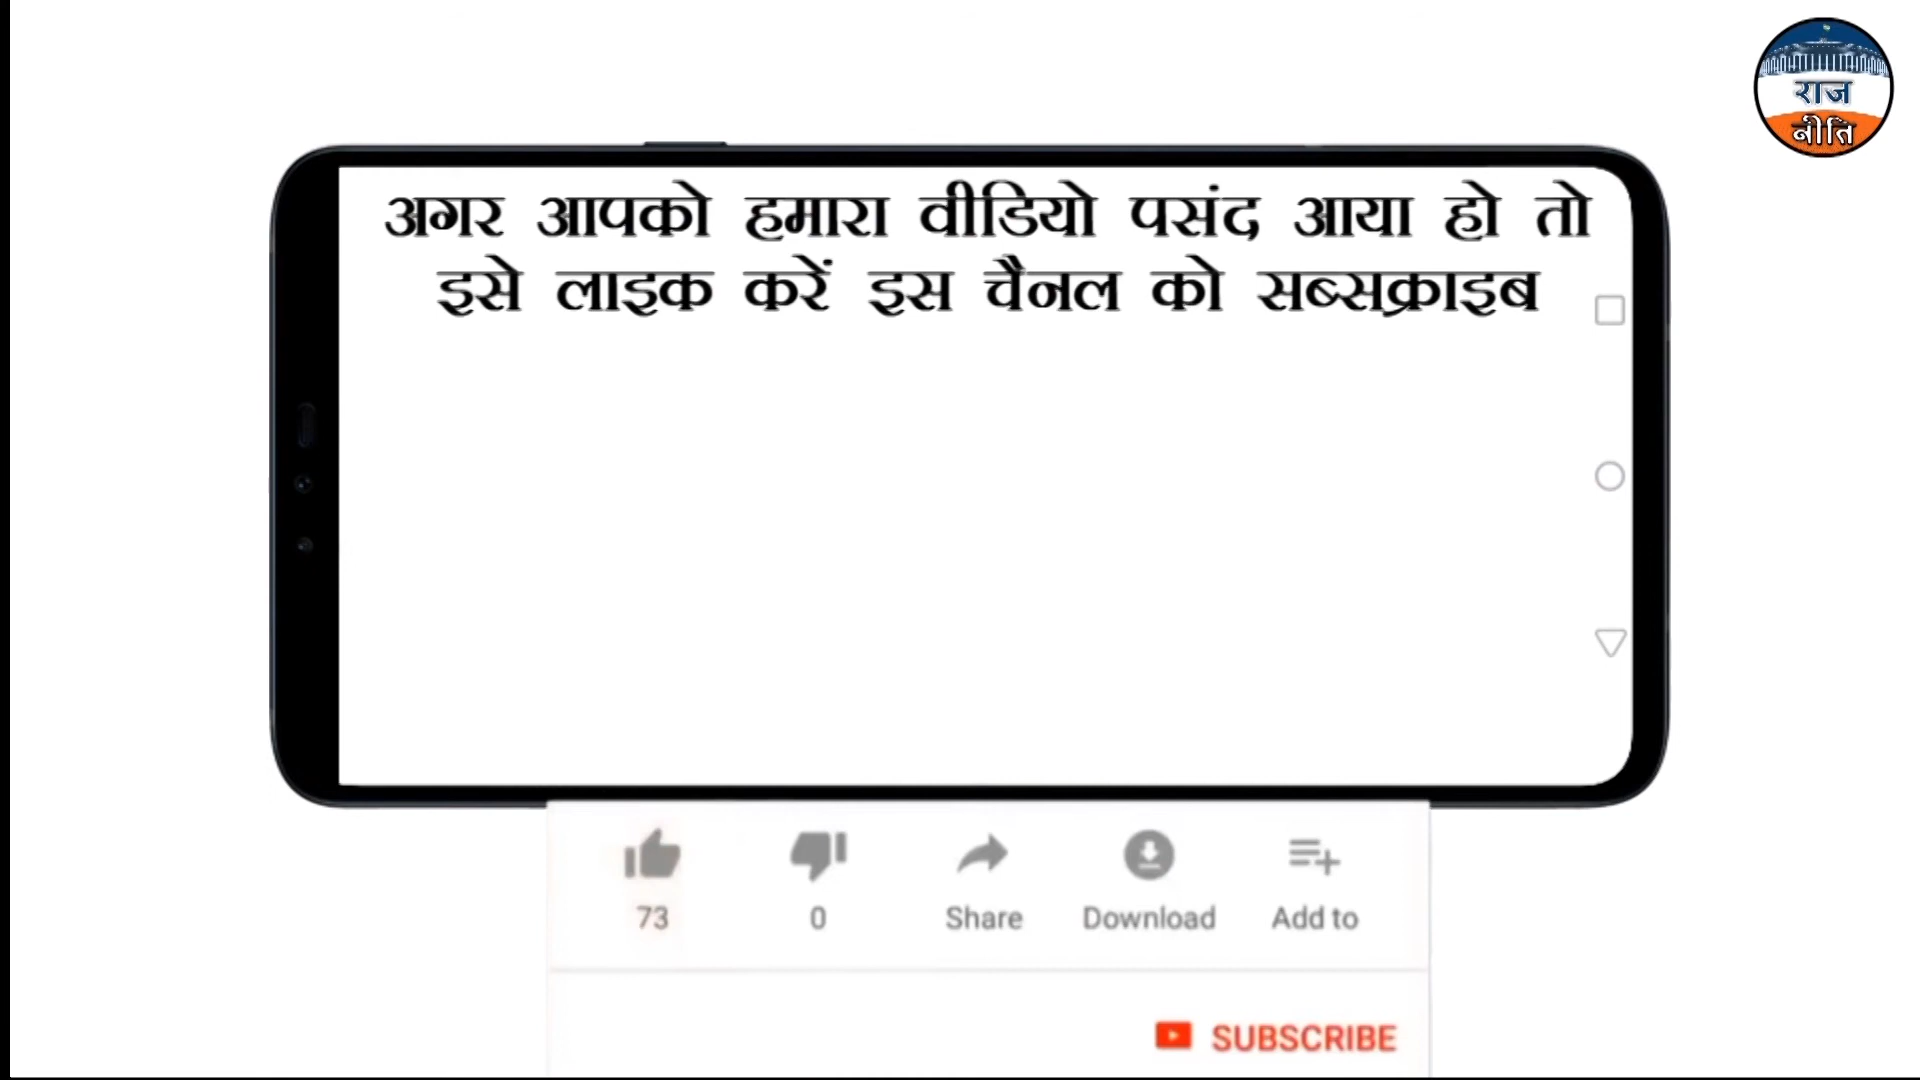 राज
नीति
अगर आपको हमारा वीडियो पसंद आया हो तो
इसे लाइक करें इस चैनल को सब्सक्राइब
73
0
Share
Download
Add to
SUBSCRIBE